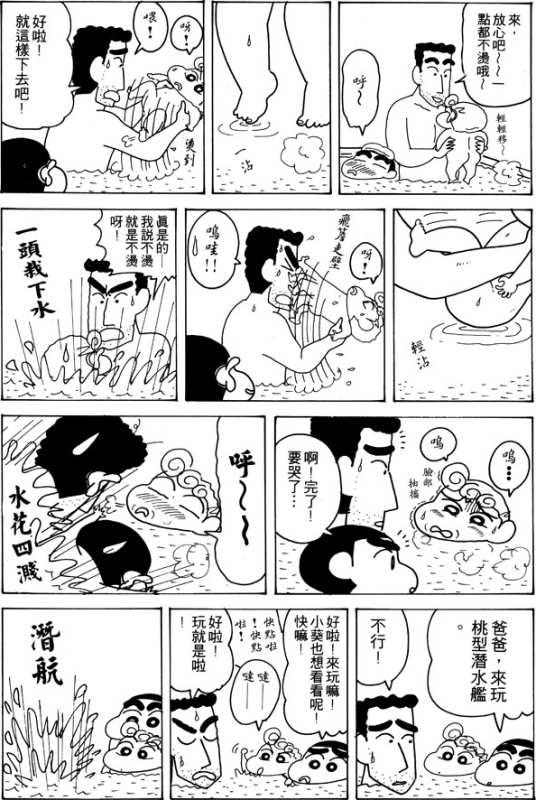 來，
放心吧～～一
點都不燙哦～
輕輕移～
呼～
一沾
呀！
喂！
燙到
好啦！
就這樣下去吧！
輕沾
飛簷走壁
呀！
嗚哇！！
真是的─
我說不燙
就是不燙
呀！
一頭栽下水
嗚…
嗚
臉部
抽搐
啊！完了！
要哭了…
呼～～
水花四濺
爸爸，來玩
桃型潛水艦
。
不行！
好啦！來玩嘛！
小葵也想看看呢！
快嘛！
快點啦
！快點
啦！
噠
噠
好啦！
玩就是啦
！
潛航